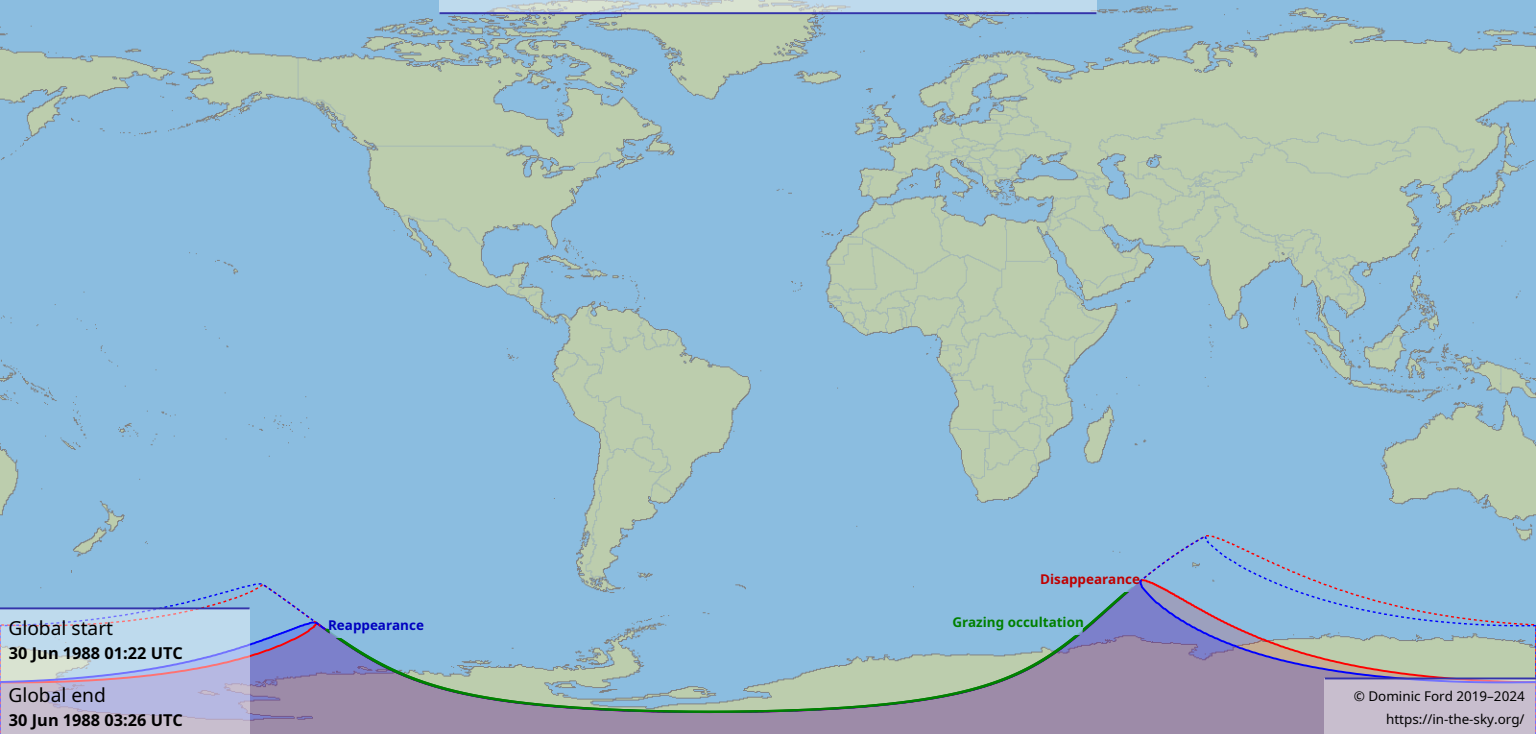 Disappearance
Grazing occultation
Reappearance
Global start
30 Jun 1988 01:22 UTC
Global end
30 Jun 1988 03:26 UTC
© Dominic Ford 2019–2024
https://in-the-sky.org/